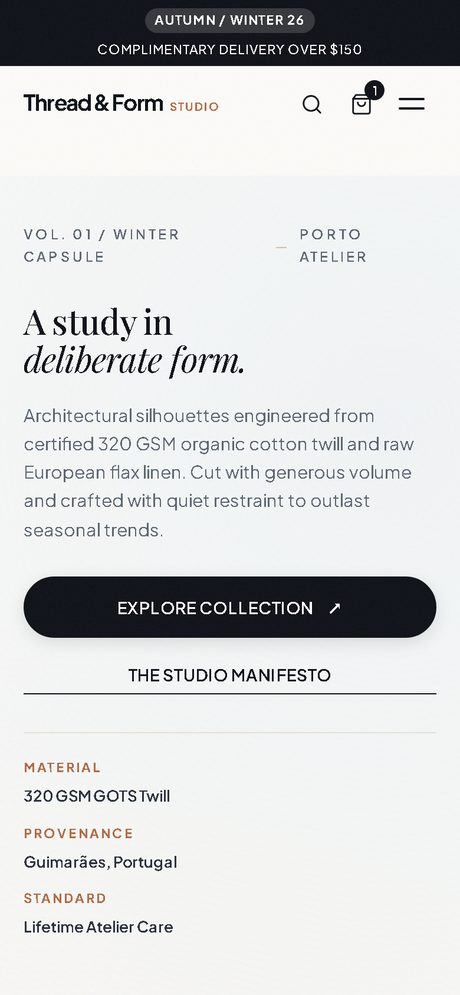 AUTUMN / WINTER 26
COMPLIMENTARY DELIVERY OVER $150
Thread & Form STUDIO
1
VOL. 01 / WINTER CAPSULE — PORTO ATELIER
A study in
deliberate form.
Architectural silhouettes engineered from
certified 320 GSM organic cotton twill and raw
European flax linen. Cut with generous volume
and crafted with quiet restraint to outlast
seasonal trends.
EXPLORE COLLECTION ↗
THE STUDIO MANIFESTO
MATERIAL
320 GSM GOTS Twill
PROVENANCE
Guimarães, Portugal
STANDARD
Lifetime Atelier Care